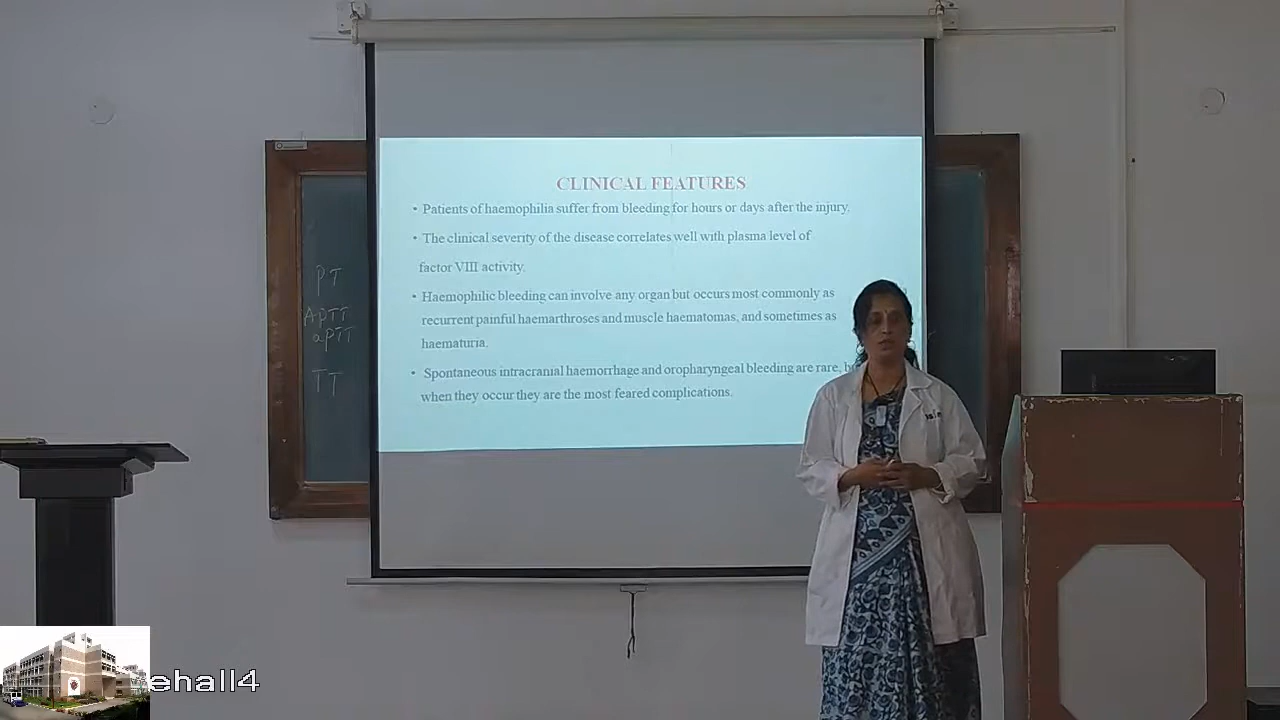 CLINICAL FEATURES
• Patients of haemophilia suffer from bleeding for hours or days after the injury.
• The clinical severity of the disease correlates well with plasma level of
factor VIII activity.
• Haemophilic bleeding can involve any organ but occurs most commonly as
recurrent painful haemarthroses and muscle haematomas, and sometimes as
haematuria.
• Spontaneous intracranial haemorrhage and oropharyngeal bleeding are rare,
when they occur they are the most feared complications.
PT
APTT
aPTT
TT
ehall4